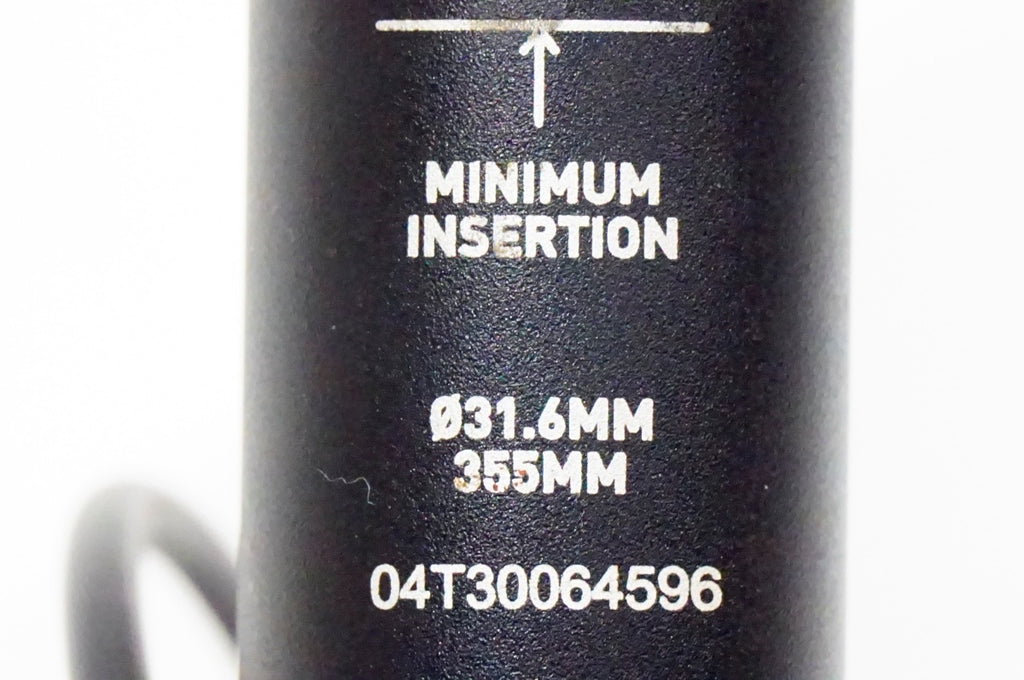 MINIMUM
INSERTION
Ø31.6MM
355MM
04T30064596